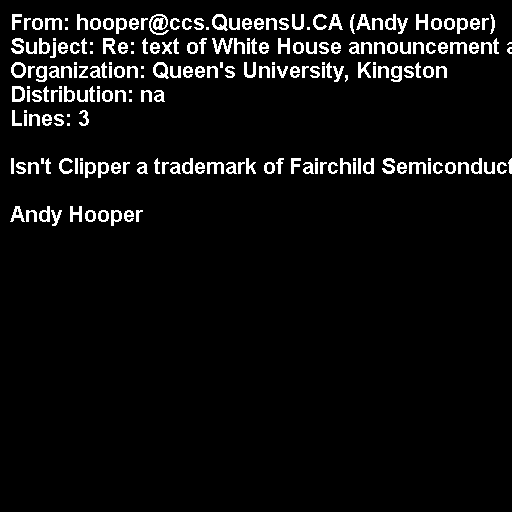 From: hooper@ccs.QueensU.CA (Andy Hooper)
Subject: Re: text of White House announcement a
Organization: Queen's University, Kingston
Distribution: na
Lines: 3

Isn't Clipper a trademark of Fairchild Semiconduct

Andy Hooper